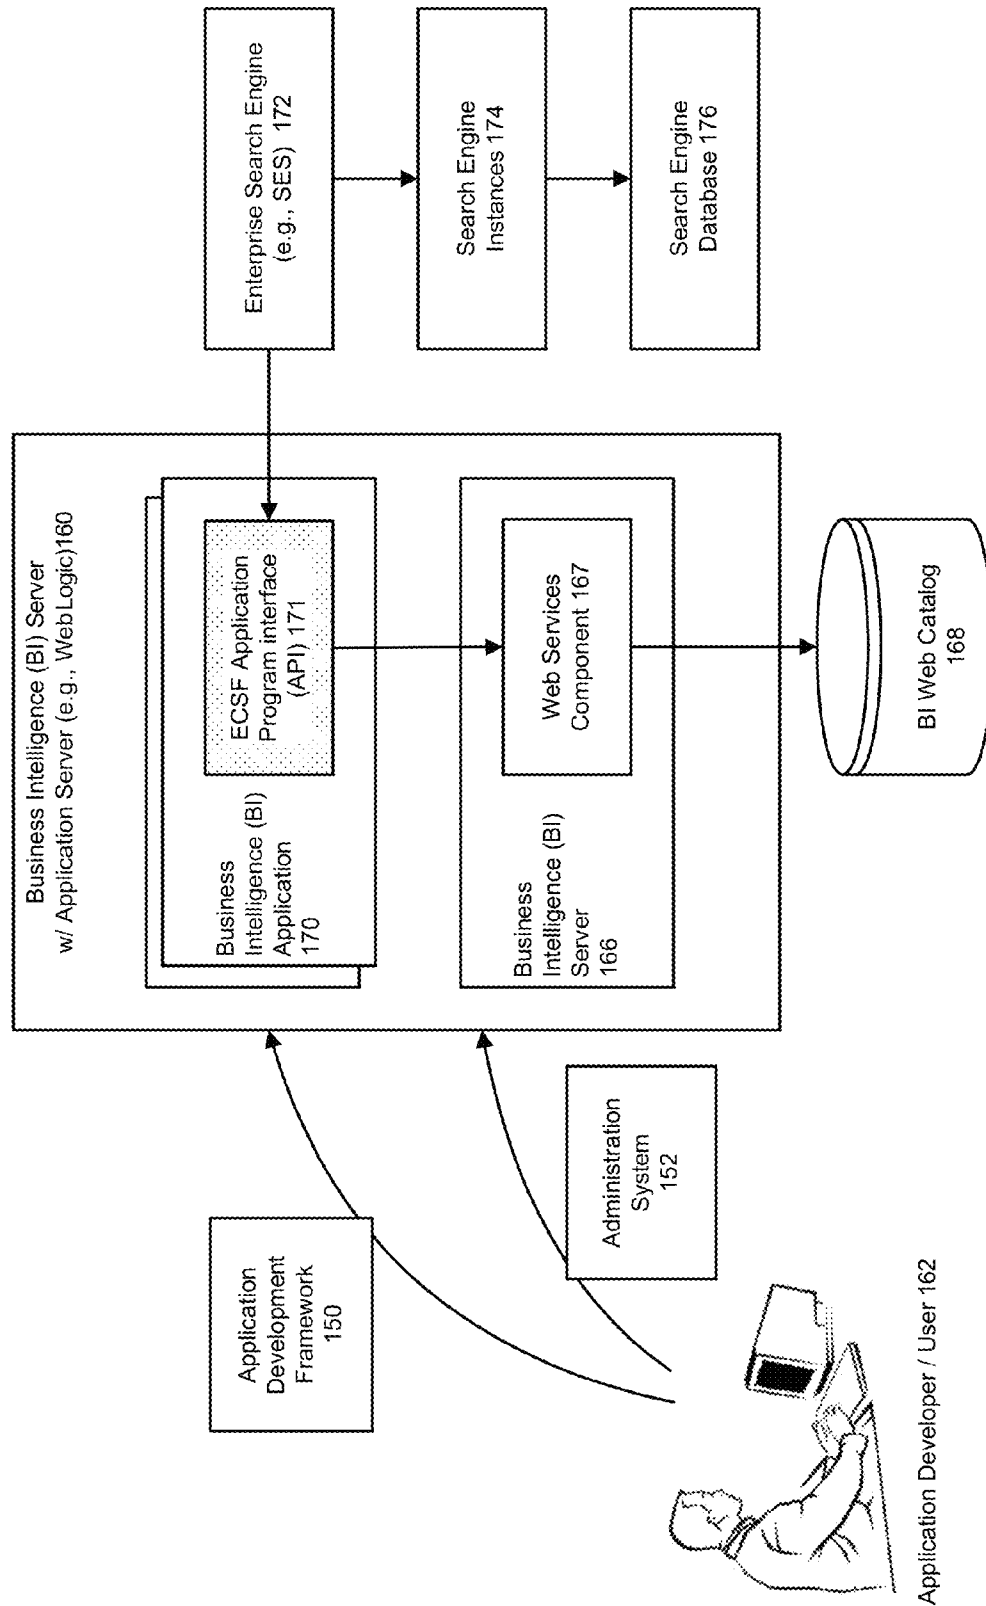 Business Intelligence (BI) Server
w/ Application Server (e.g., WebLogic)160
Application
Development
Framework
150
Business
Intelligence (BI)
Application
170
ECSF Application
Program interface
(API) 171
Enterprise Search Engine
(e.g., SES) 172
Administration
System
152
Business
Intelligence (BI)
Server
166
Web Services
Component 167
Search Engine
Instances 174
Search Engine
Database 176
Application Developer / User 162
BI Web Catalog
168